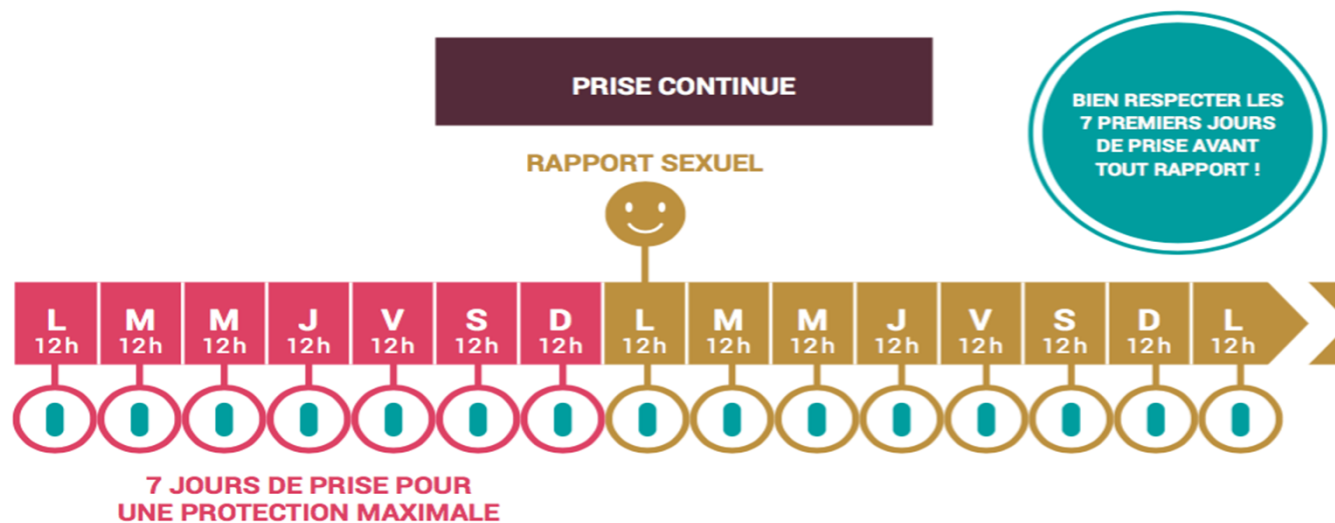 PRISE CONTINUE
BIEN RESPECTER LES
7 PREMIERS JOURS
DE PRISE AVANT
TOUT RAPPORT !
RAPPORT SEXUEL
L M M J V S D L M M J V S D L
12h 12h 12h 12h 12h 12h 12h 12h 12h 12h 12h 12h 12h 12h 12h
7 JOURS DE PRISE POUR
UNE PROTECTION MAXIMALE